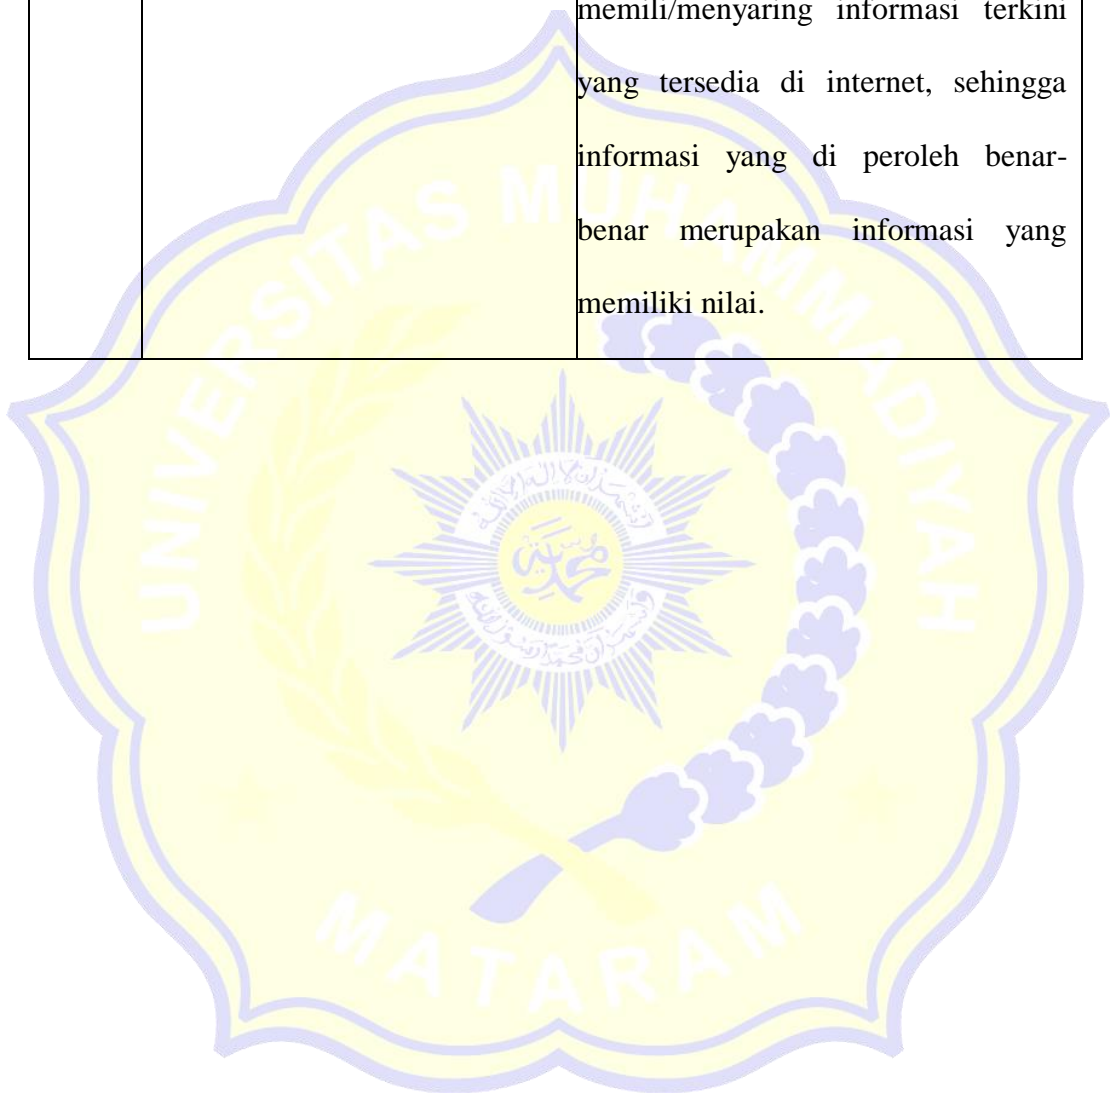 memili/menyaring informasi terkini
yang tersedia di internet, sehingga
informasi yang di peroleh benar-
benar merupakan informasi yang
memiliki nilai.
UNIVERSITAS MUHAMMADIYAH
MATARAM